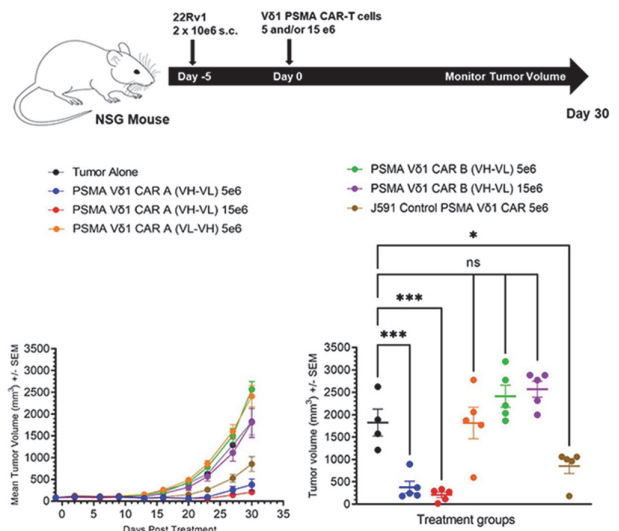 22Rv1
2 x 10e6 s.c.
Vδ1 PSMA CAR-T cells
5 and/or 15 e6
Day -5
Day 0
Monitor Tumor Volume
NSG Mouse
Day 30
Tumor Alone
PSMA Vδ1 CAR A (VH-VL) 5e6
PSMA Vδ1 CAR A (VH-VL) 15e6
PSMA Vδ1 CAR A (VL-VH) 5e6
PSMA Vδ1 CAR B (VH-VL) 5e6
PSMA Vδ1 CAR B (VH-VL) 15e6
J591 Control PSMA Vδ1 CAR 5e6
Mean Tumor Volume (mm³) +/- SEM
3500
3000
2500
2000
1500
1000
500
0
0 5 10 15 20 25 30 35
Days Post Treatment
*
ns
***
***
Tumor volume (mm³) +/- SEM
3500
3000
2500
2000
1500
1000
500
0
Treatment groups